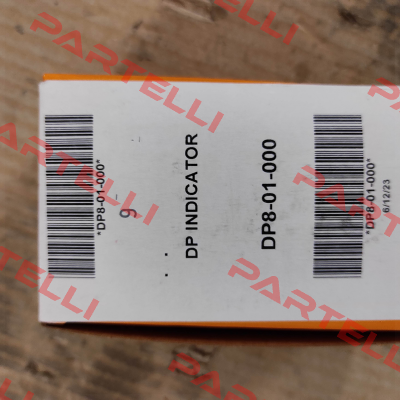 *DP8-01-000*
9
DP INDICATOR
DP8-01-000
*DP8-01-000*
6/12/23
PARTELLI
PARTELLI
PARTELLI
PARTELLI